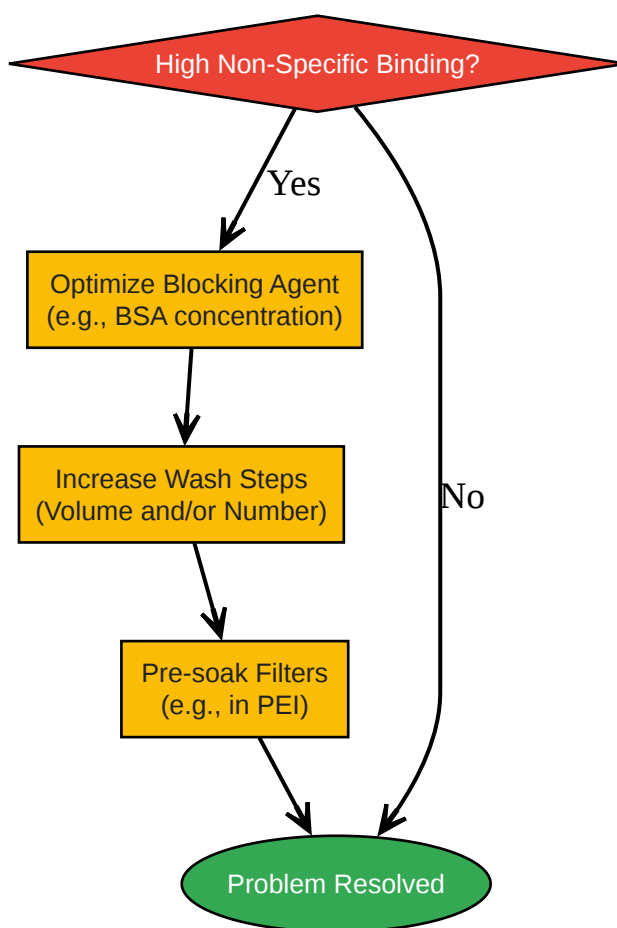 High Non-Specific Binding?
Yes
Optimize Blocking Agent
(e.g., BSA concentration)
Increase Wash Steps
(Volume and/or Number)
No
Pre-soak Filters
(e.g., in PEI)
Problem Resolved